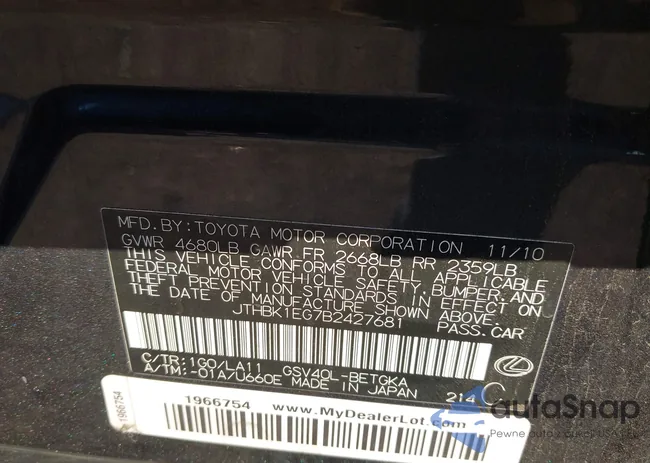 MFD. BY: TOYOTA MOTOR CORPORATION 11/10
GVWR 4680LB GAWR FR 2668LB RR 2359LB
THIS VEHICLE CONFORMS TO ALL APPLICABLE
FEDERAL MOTOR VEHICLE SAFETY, BUMPER, AND
THEFT PREVENTION STANDARDS IN EFFECT ON
THE DATE OF MANUFACTURE SHOWN ABOVE.
JTHBK1EG7B2427681 PASS.CAR
C/TR: 1G0/LA11 GSV40L-BETGKA
A/TM: -01A/U660E MADE IN JAPAN 214 C
1966754
1966754
www.MyDealerLot.com
autoSnap
Pewne auto z